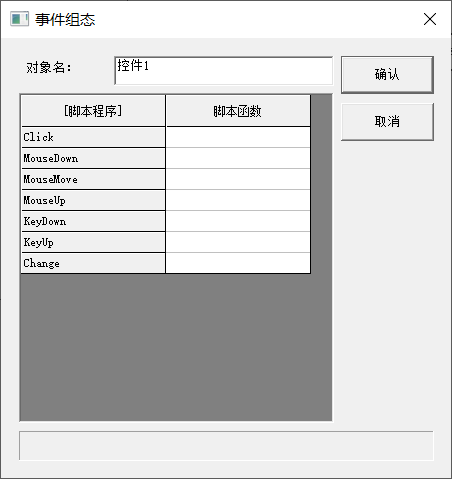 事件组态
对象名: 控件1
确认
取消
[脚本程序] 脚本函数
Click
MouseDown
MouseMove
MouseUp
KeyDown
KeyUp
Change